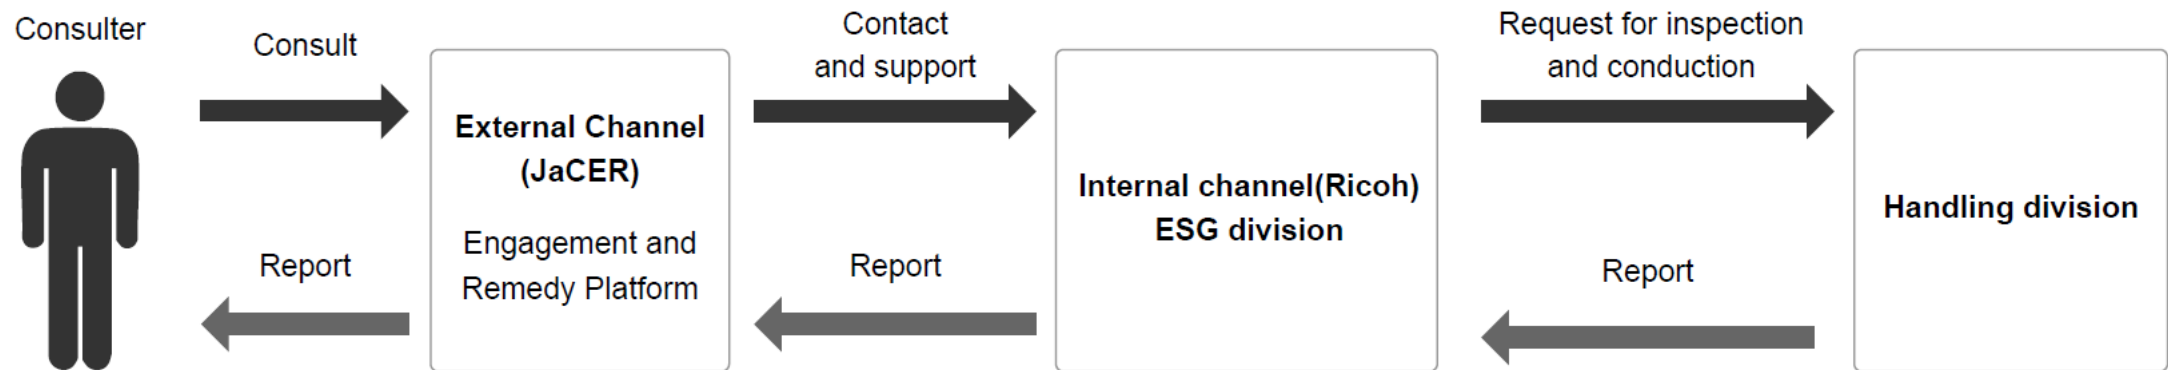 Consulter
Consult
Report
External Channel
(JaCER)
Engagement and
Remedy Platform
Contact
and support
Report
Internal channel(Ricoh)
ESG division
Request for inspection
and conduction
Report
Handling division